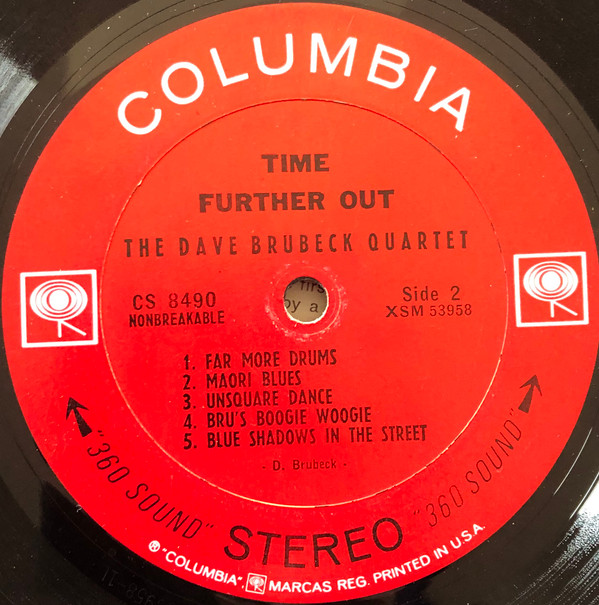 COLUMBIA
TIME
FURTHER OUT
THE DAVE BRUBECK QUARTET
CS 8490
NONBREAKABLE
first
by a
Side 2
XSM 53958
1. FAR MORE DRUMS
2. MAORI BLUES
3. UNSQUARE DANCE
4. BRU'S BOOGIE WOOGIE
5. BLUE SHADOWS IN THE STREET
- D. Brubeck -
"360 SOUND" STEREO "360 SOUND"
® "COLUMBIA", MARCAS REG. PRINTED IN U.S.A.